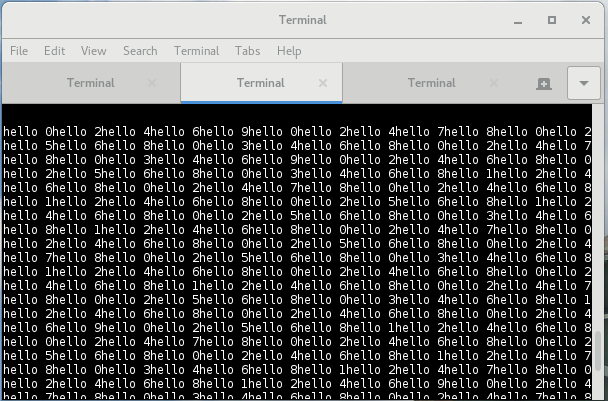 Terminal
File Edit View Search Terminal Tabs Help
Terminal Terminal Terminal
hello 0hello 2hello 4hello 6hello 9hello 0hello 2hello 4hello 7hello 8hello 0hello 2
hello 5hello 6hello 8hello 0hello 3hello 4hello 6hello 8hello 0hello 2hello 4hello 7
hello 8hello 0hello 3hello 4hello 6hello 9hello 0hello 2hello 4hello 6hello 8hello 0
hello 2hello 5hello 6hello 8hello 0hello 3hello 4hello 6hello 8hello 1hello 2hello 4
hello 6hello 8hello 0hello 2hello 4hello 7hello 8hello 0hello 2hello 4hello 6hello 8
hello 1hello 2hello 4hello 6hello 8hello 0hello 2hello 5hello 6hello 8hello 1hello 2
hello 4hello 6hello 8hello 0hello 2hello 5hello 6hello 8hello 0hello 3hello 4hello 6
hello 8hello 1hello 2hello 4hello 6hello 8hello 0hello 2hello 4hello 7hello 8hello 0
hello 2hello 4hello 6hello 8hello 0hello 2hello 5hello 6hello 8hello 0hello 2hello 4
hello 7hello 8hello 0hello 2hello 5hello 6hello 8hello 0hello 3hello 4hello 6hello 8
hello 1hello 2hello 4hello 6hello 8hello 0hello 2hello 4hello 6hello 8hello 0hello 2
hello 4hello 6hello 8hello 1hello 2hello 4hello 6hello 8hello 0hello 2hello 4hello 7
hello 8hello 0hello 2hello 5hello 6hello 8hello 0hello 3hello 4hello 6hello 8hello 1
hello 2hello 4hello 6hello 8hello 0hello 2hello 4hello 6hello 8hello 0hello 2hello 4
hello 6hello 9hello 0hello 2hello 5hello 6hello 8hello 1hello 2hello 4hello 6hello 8
hello 0hello 2hello 4hello 7hello 8hello 0hello 2hello 4hello 6hello 8hello 0hello 2
hello 5hello 6hello 8hello 0hello 2hello 4hello 6hello 8hello 1hello 2hello 4hello 7
hello 8hello 0hello 3hello 4hello 6hello 8hello 1hello 2hello 4hello 6hello 8hello 0
hello 2hello 4hello 6hello 8hello 1hello 2hello 4hello 6hello 9hello 0hello 2hello 4
hello 7hello 8hello 0hello 3hello 4hello 6hello 8hello 0hello 2hello 4hello 7hello 8